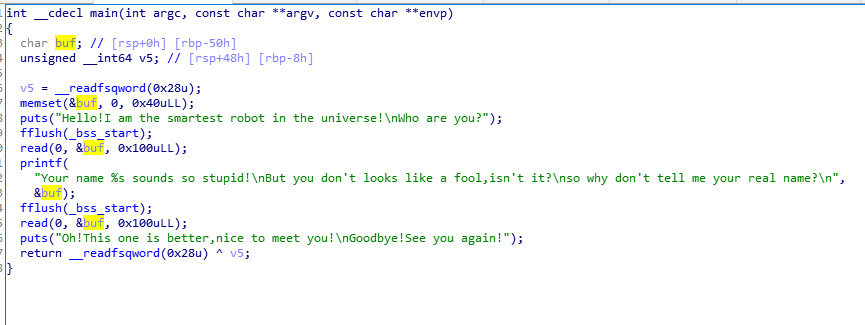 int __cdecl main(int argc, const char **argv, const char **envp)
{
char buf; // [rsp+0h] [rbp-50h]
unsigned __int64 v5; // [rsp+48h] [rbp-8h]
v5 = __readfsqword(0x28u);
memset(&buf, 0, 0x40uLL);
puts("Hello!I am the smartest robot in the universe!\nWho are you?");
fflush(_bss_start);
read(0, &buf, 0x100uLL);
printf(
"Your name %s sounds so stupid!\nBut you don't looks like a fool,isn't it?\nso why don't tell me your real name?\n",
&buf);
fflush(_bss_start);
read(0, &buf, 0x100uLL);
puts("Oh!This one is better,nice to meet you!\nGoodbye!See you again!");
return __readfsqword(0x28u) ^ v5;
}